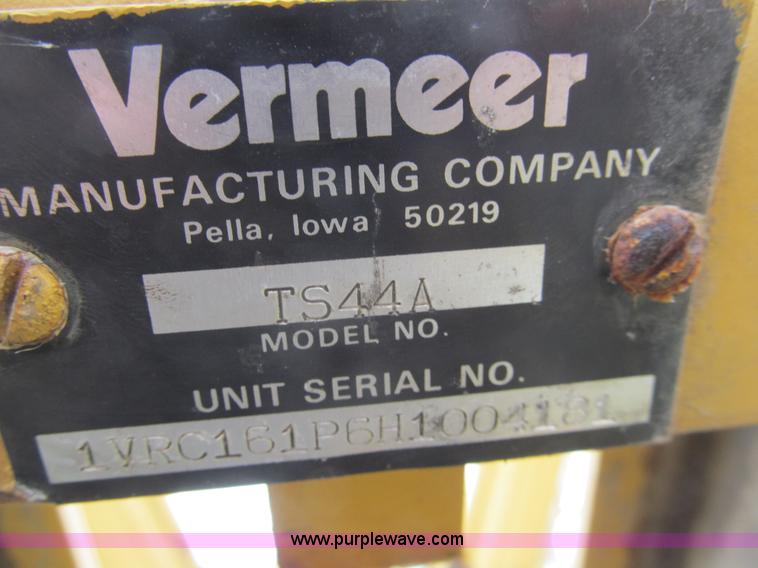 Vermeer
MANUFACTURING COMPANY
Pella, Iowa 50219
TS44A
MODEL NO.
UNIT SERIAL NO.
1VRC161P6H1004181
www.purplewave.com